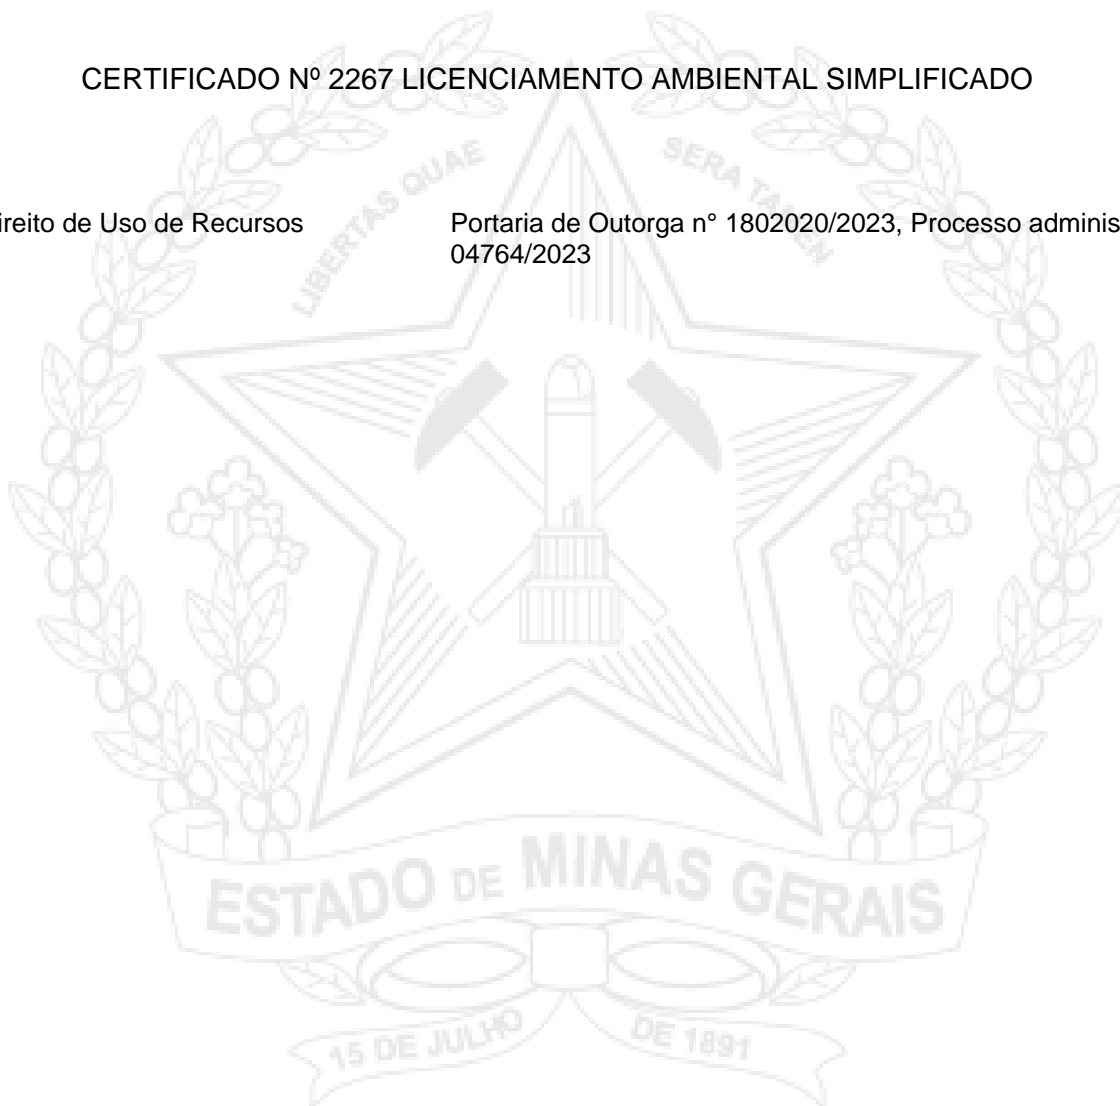 CERTIFICADO Nº 2267 LICENCIAMENTO AMBIENTAL SIMPLIFICADO
LIBERTAS QUAE SERA TAMEN
ireito de Uso de Recursos
Portaria de Outorga n° 1802020/2023, Processo adminis
04764/2023
ESTADO DE MINAS GERAIS
15 DE JULHO DE 1891